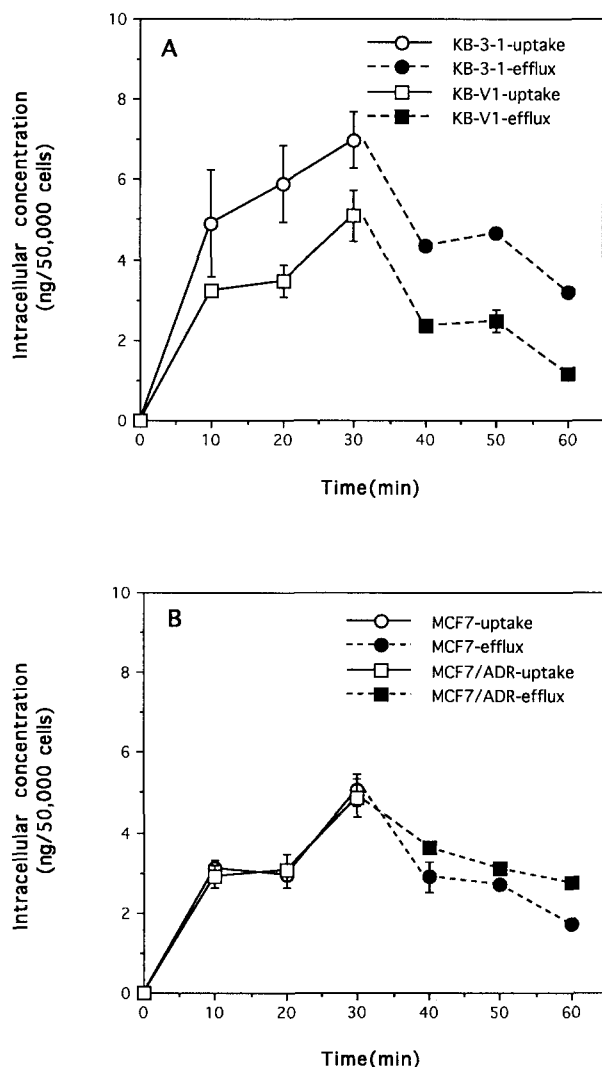 A
KB-3-1-uptake
KB-3-1-efflux
KB-V1-uptake
KB-V1-efflux
Intracellular concentration
(ng/50,000 cells)
10
8
6
4
2
0
0 10 20 30 40 50 60
Time(min)
B
MCF7-uptake
MCF7-efflux
MCF7/ADR-uptake
MCF7/ADR-efflux
Intracellular concentration
(ng/50,000 cells)
10
8
6
4
2
0
0 10 20 30 40 50 60
Time(min)